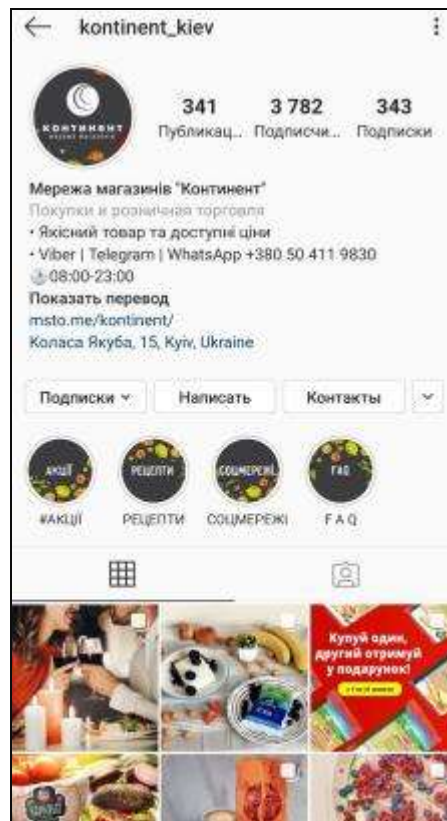 kontinent_kiev
КОНТИНЕНТ
341 3 782 343
Публикац... Подписчи... Подписки
Мережа магазинів "Континент"
Покупки и розничная торговля
• Якісний товар та доступні ціни
• Viber | Telegram | WhatsApp +380 50 411 9830
08:00-23:00
Показать перевод
msto.me/kontinent/
Коласа Якуба, 15, Kyiv, Ukraine
Подписки Написать Контакты
АКЦІЇ РЕЦЕПТИ СОЦМЕРЕЖІ FAQ
#АКЦІЇ РЕЦЕПТИ СОЦМЕРЕЖІ F A Q
Купуй один,
другий отримуй
у подарунок!